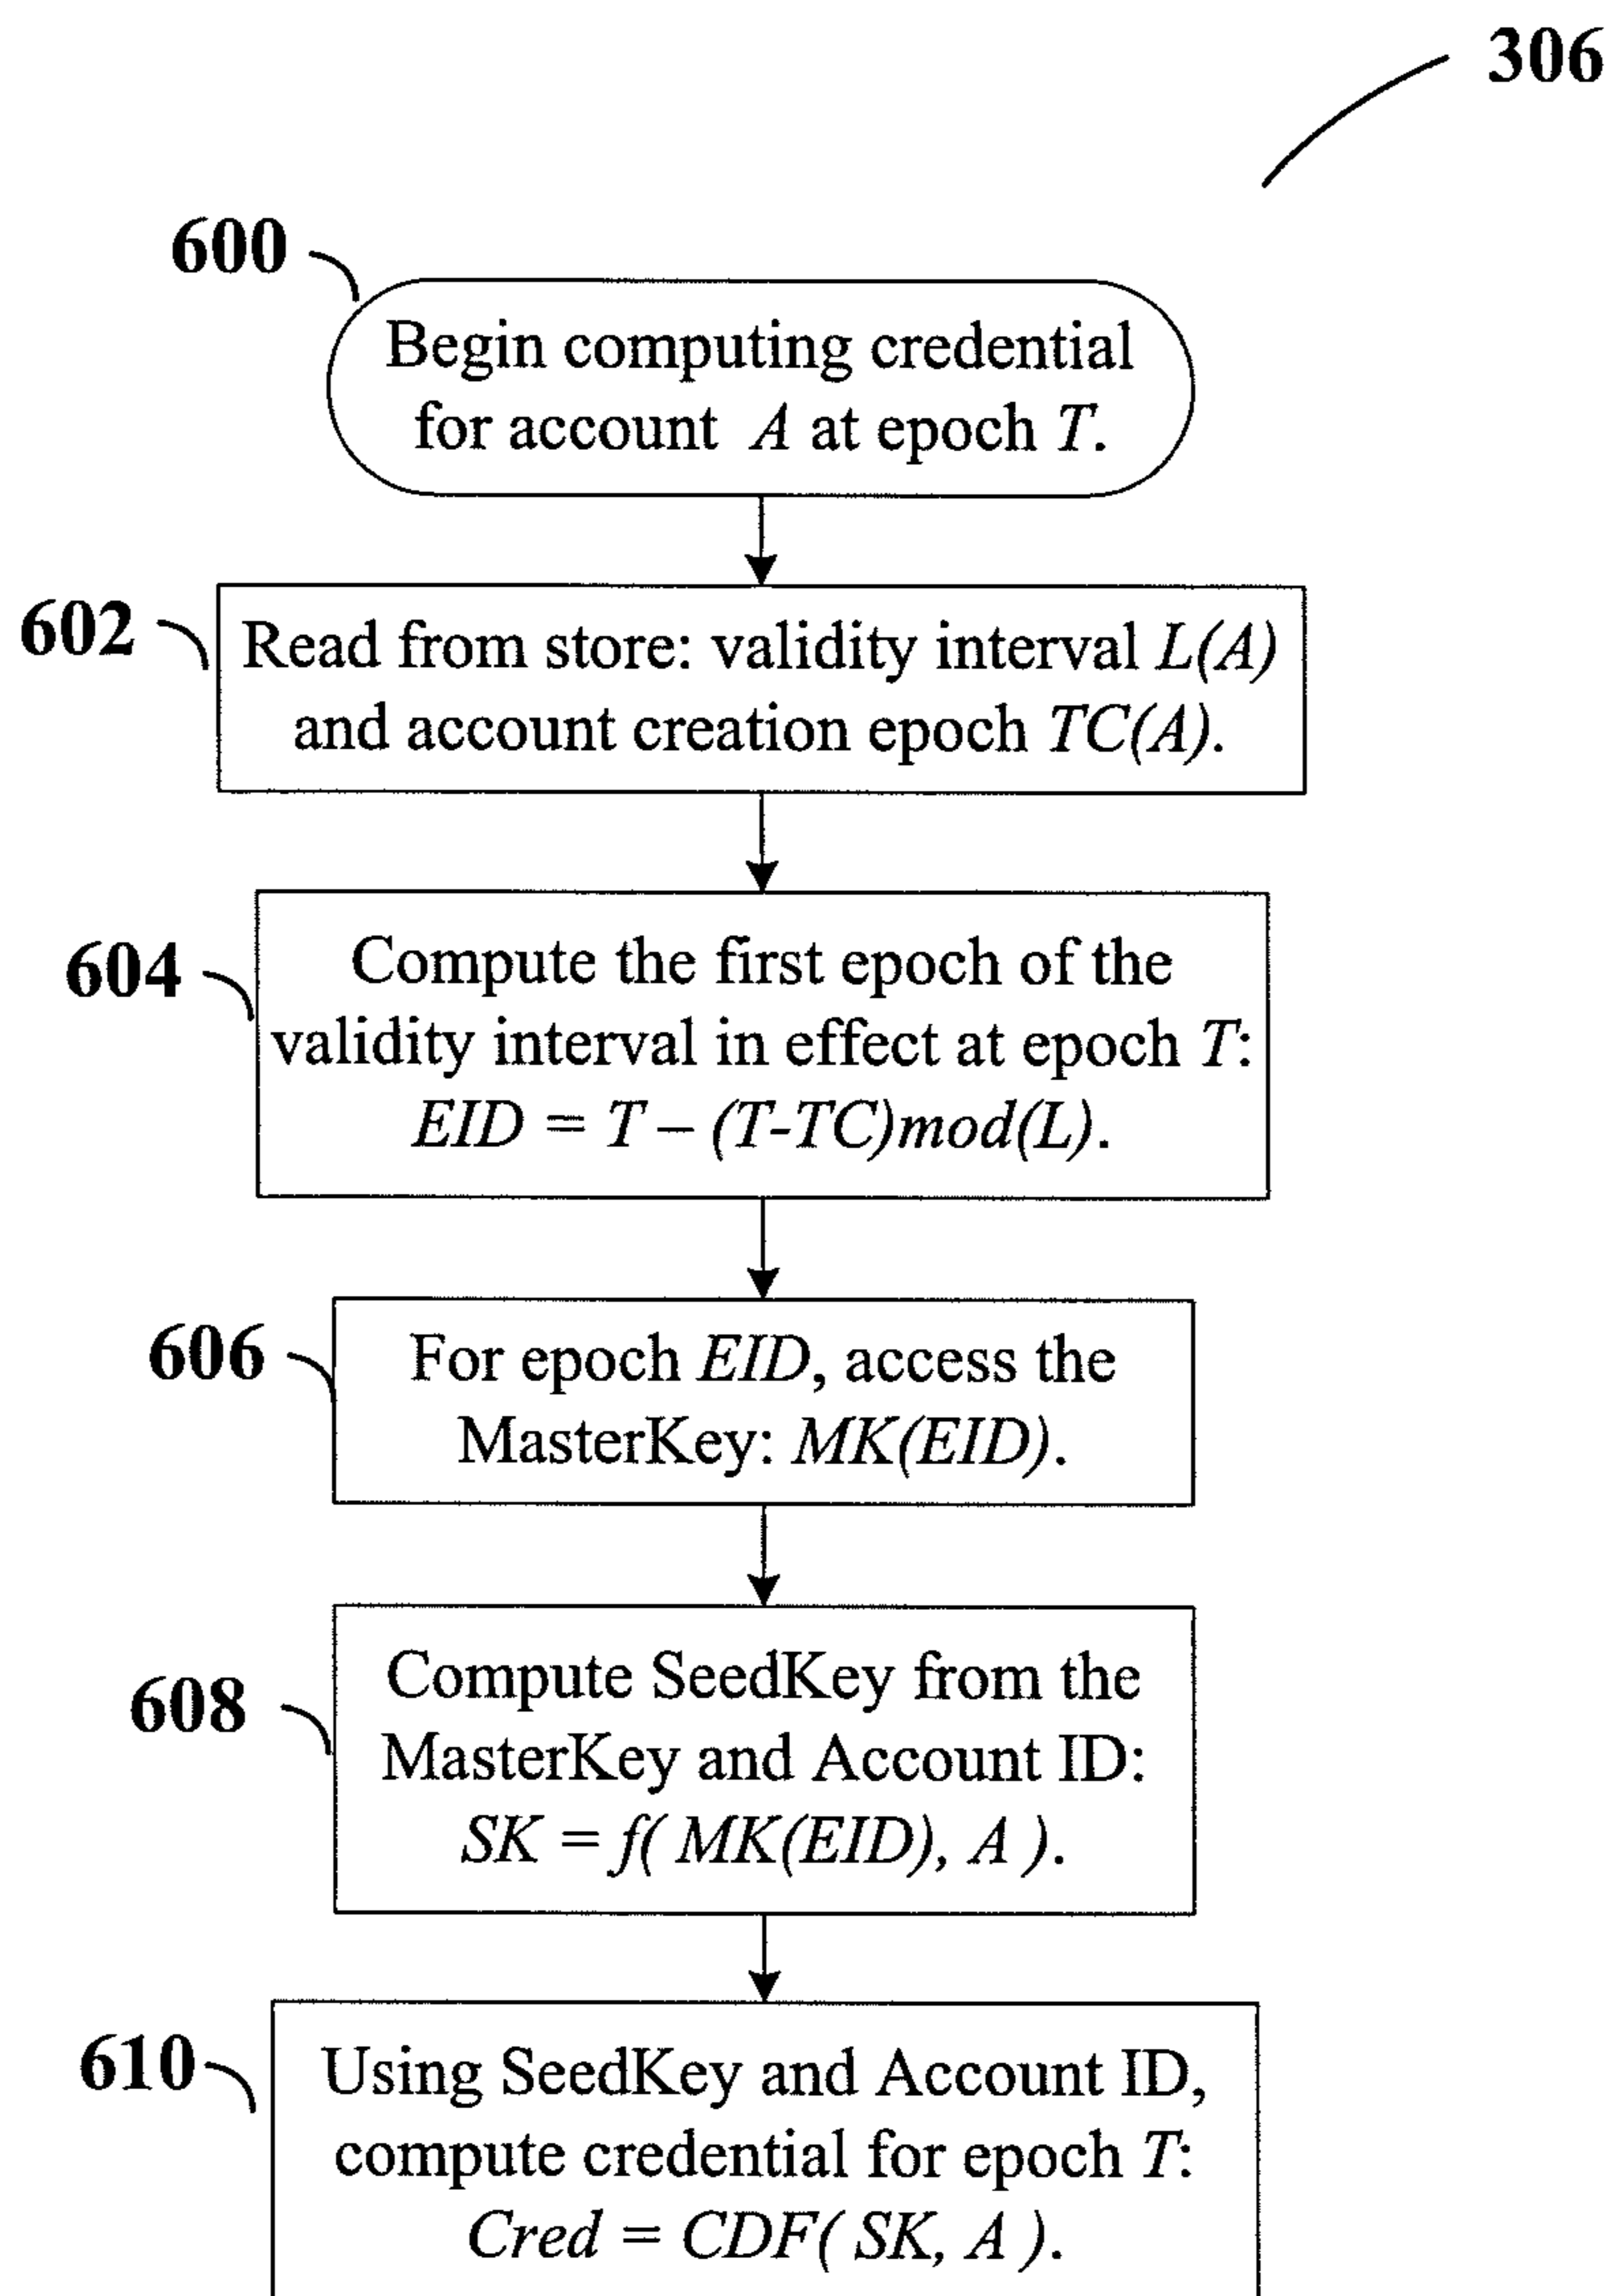 306
600
Begin computing credential
for account A at epoch T.
602
Read from store: validity interval L(A)
and account creation epoch TC(A).
604
Compute the first epoch of the
validity interval in effect at epoch T:
EID = T – (T-TC)mod(L).
606
For epoch EID, access the
MasterKey: MK(EID).
608
Compute SeedKey from the
MasterKey and Account ID:
SK = f( MK(EID), A ).
610
Using SeedKey and Account ID,
compute credential for epoch T:
Cred = CDF( SK, A ).